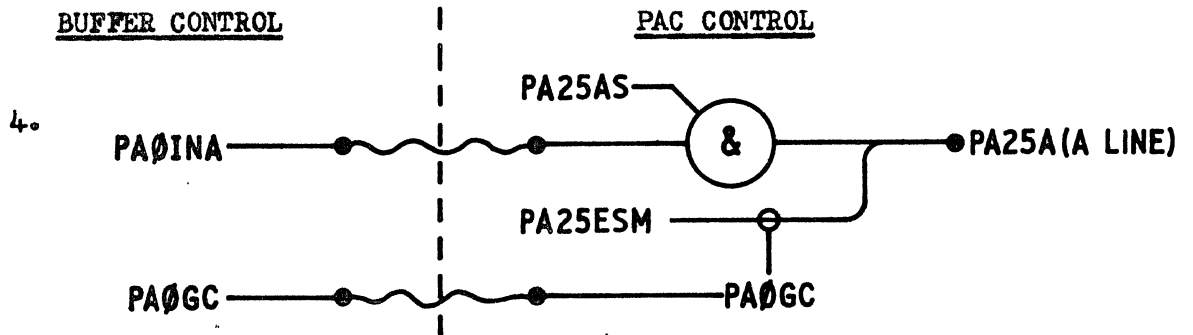 BUFFER CONTROL
PAC CONTROL
PA25AS
4.
PAØINA
&
PA25A(A LINE)
PA25ESM
PAØGC
PAØGC